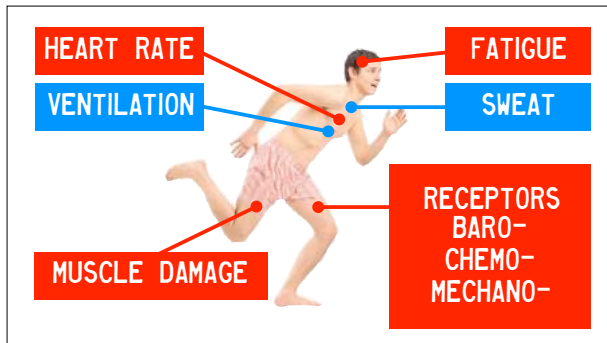 HEART RATE
FATIGUE
VENTILATION
SWEAT
MUSCLE DAMAGE
RECEPTORS
BARO-
CHEMO-
MECHANO-